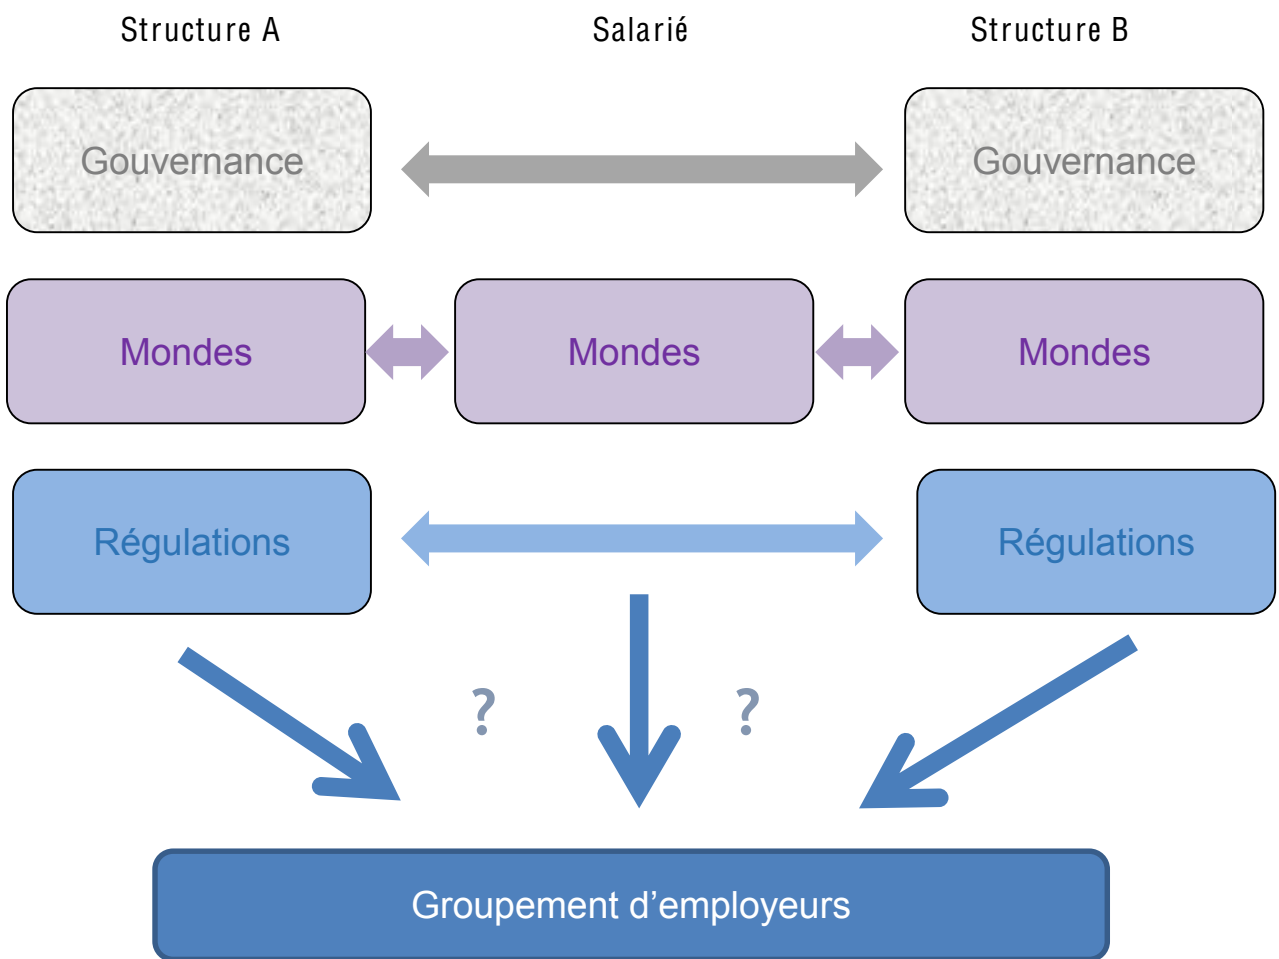 Structure A
Salarié
Structure B
Gouvernance
Gouvernance
Mondes
Mondes
Mondes
Régulations
Régulations
?
?
Groupement d’employeurs